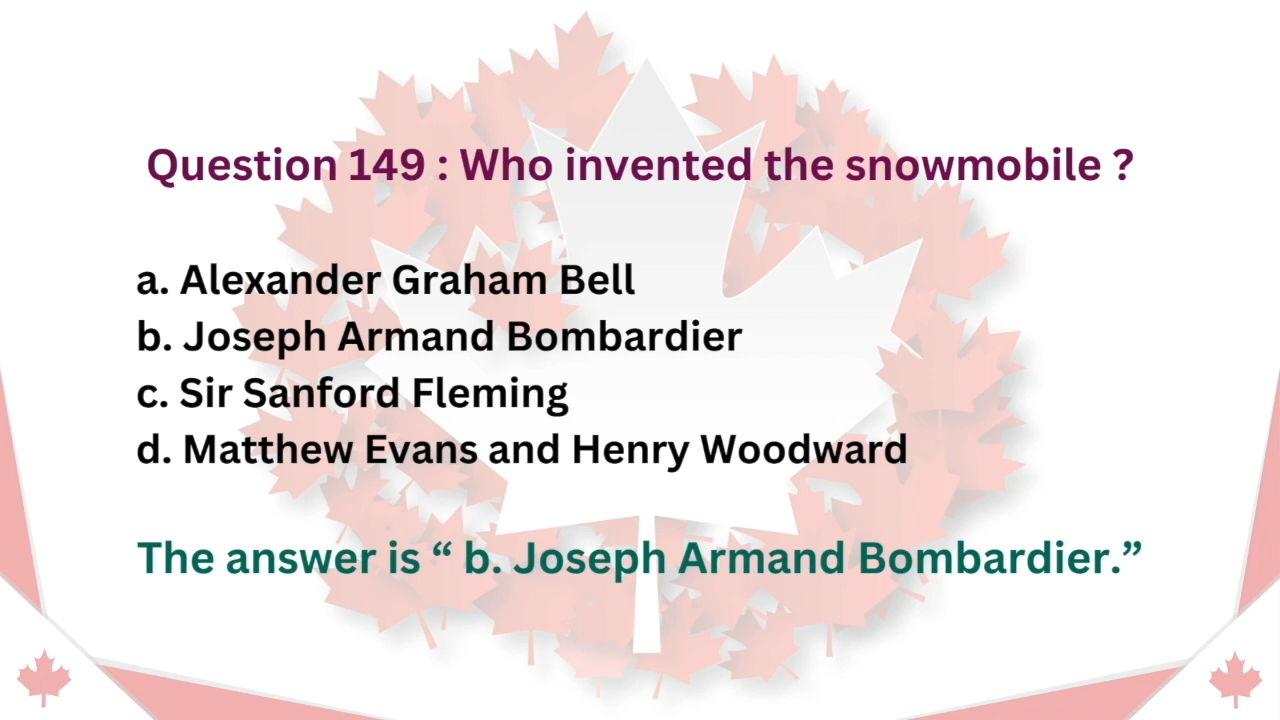 Question 149 : Who invented the snowmobile ?
a. Alexander Graham Bell
b. Joseph Armand Bombardier
c. Sir Sanford Fleming
d. Matthew Evans and Henry Woodward
The answer is “ b. Joseph Armand Bombardier.”